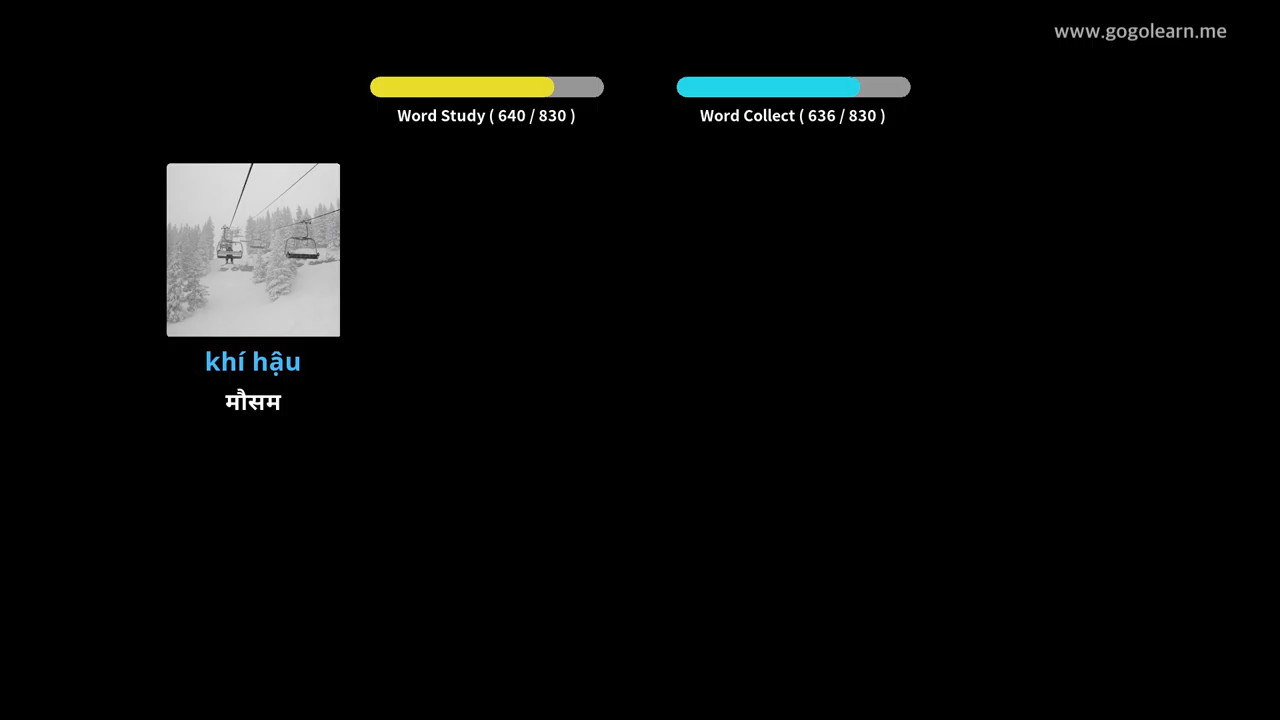 www.gogolearn.me
Word Study ( 640 / 830 )
Word Collect ( 636 / 830 )
khí hậu
मौसम